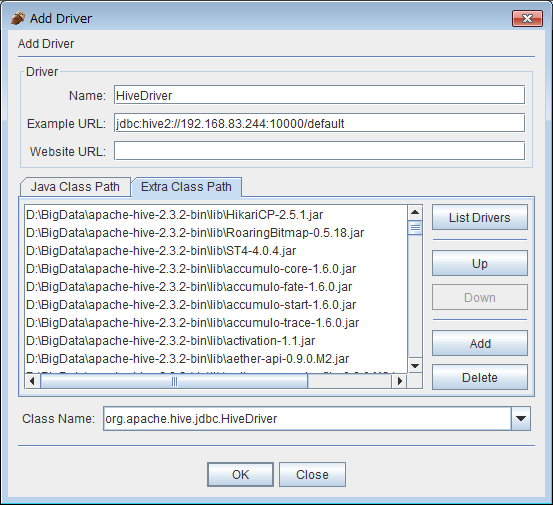 Add Driver
Add Driver
Driver
Name: HiveDriver
Example URL: jdbc:hive2://192.168.83.244:10000/default
Website URL:
Java Class Path Extra Class Path
D:\BigData\apache-hive-2.3.2-bin\lib\HikariCP-2.5.1.jar
D:\BigData\apache-hive-2.3.2-bin\lib\RoaringBitmap-0.5.18.jar
D:\BigData\apache-hive-2.3.2-bin\lib\ST4-4.0.4.jar
D:\BigData\apache-hive-2.3.2-bin\lib\accumulo-core-1.6.0.jar
D:\BigData\apache-hive-2.3.2-bin\lib\accumulo-fate-1.6.0.jar
D:\BigData\apache-hive-2.3.2-bin\lib\accumulo-start-1.6.0.jar
D:\BigData\apache-hive-2.3.2-bin\lib\accumulo-trace-1.6.0.jar
D:\BigData\apache-hive-2.3.2-bin\lib\activation-1.1.jar
D:\BigData\apache-hive-2.3.2-bin\lib\aether-api-0.9.0.M2.jar
List Drivers
Up
Down
Add
Delete
Class Name: org.apache.hive.jdbc.HiveDriver
OK Close